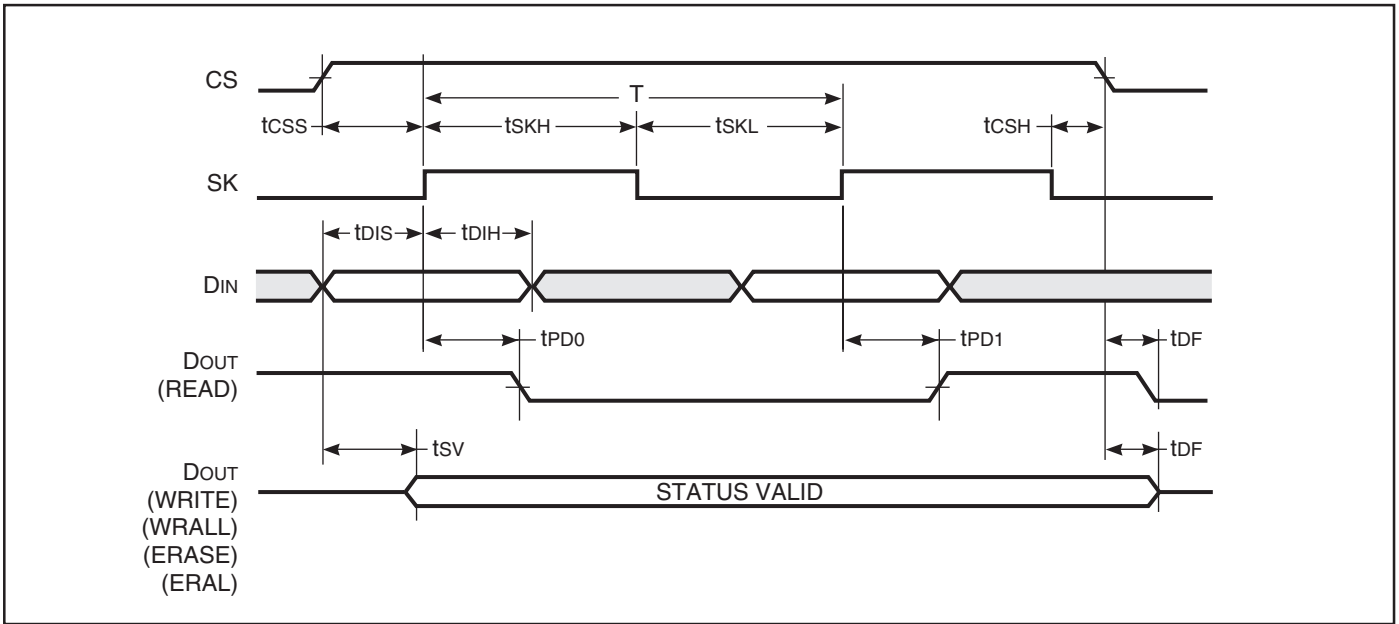 CS
T
tCSS
tSKH
tSKL
tCSH
SK
tDIS
tDIH
DIN
tPD0
tPD1
tDF
DOUT
(READ)
tSV
tDF
DOUT
(WRITE)
(WRALL)
(ERASE)
(ERAL)
STATUS VALID